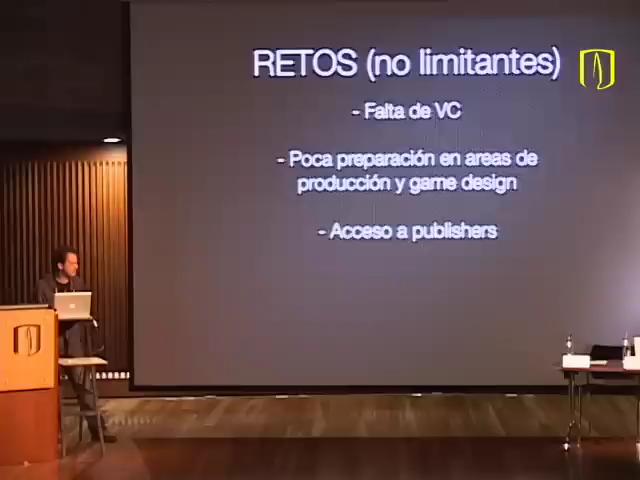 RETOS (no limitantes)
- Falta de VC
- Poca preparación en areas de
producción y game design
- Acceso a publishers